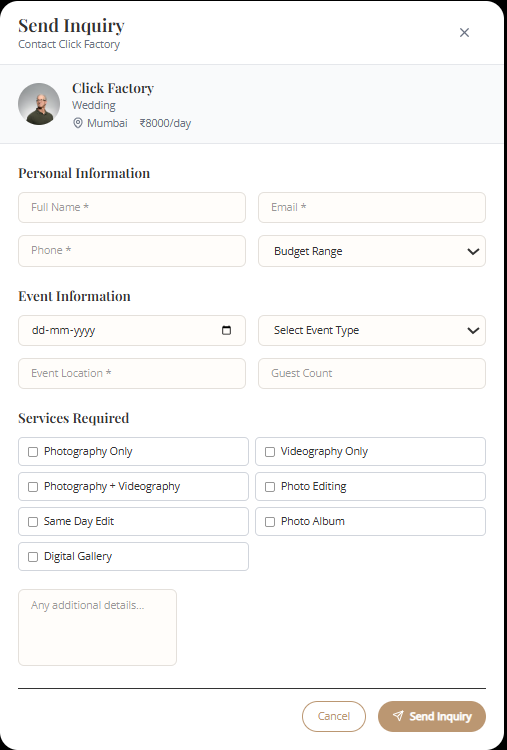 Send Inquiry
Contact Click Factory
Click Factory
Wedding
Mumbai ₹8000/day
Personal Information
Full Name * Email *
Phone * Budget Range
Event Information
dd-mm-yyyy Select Event Type
Event Location * Guest Count
Services Required
Photography Only Videography Only
Photography + Videography Photo Editing
Same Day Edit Photo Album
Digital Gallery
Any additional details...
Cancel Send Inquiry